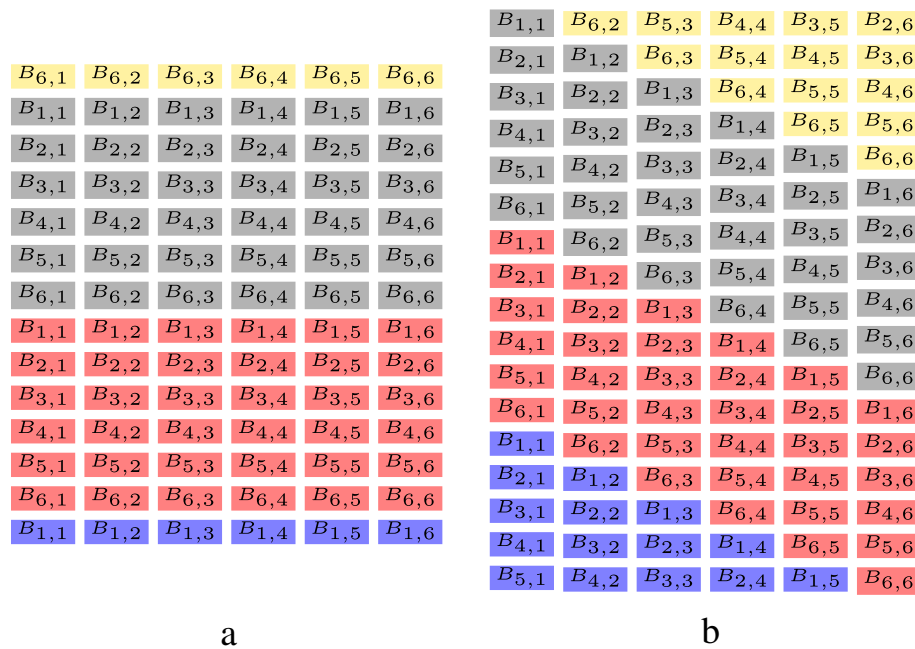 B6,1 B6,2 B6,3 B6,4 B6,5 B6,6
B1,1 B1,2 B1,3 B1,4 B1,5 B1,6
B2,1 B2,2 B2,3 B2,4 B2,5 B2,6
B3,1 B3,2 B3,3 B3,4 B3,5 B3,6
B4,1 B4,2 B4,3 B4,4 B4,5 B4,6
B5,1 B5,2 B5,3 B5,4 B5,5 B5,6
B6,1 B6,2 B6,3 B6,4 B6,5 B6,6
B1,1 B1,2 B1,3 B1,4 B1,5 B1,6
B2,1 B2,2 B2,3 B2,4 B2,5 B2,6
B3,1 B3,2 B3,3 B3,4 B3,5 B3,6
B4,1 B4,2 B4,3 B4,4 B4,5 B4,6
B5,1 B5,2 B5,3 B5,4 B5,5 B5,6
B6,1 B6,2 B6,3 B6,4 B6,5 B6,6
B1,1 B1,2 B1,3 B1,4 B1,5 B1,6
a
B1,1 B6,2 B5,3 B4,4 B3,5 B2,6
B2,1 B1,2 B6,3 B5,4 B4,5 B3,6
B3,1 B2,2 B1,3 B6,4 B5,5 B4,6
B4,1 B3,2 B2,3 B1,4 B6,5 B5,6
B5,1 B4,2 B3,3 B2,4 B1,5 B6,6
B6,1 B5,2 B4,3 B3,4 B2,5 B1,6
B1,1 B6,2 B5,3 B4,4 B3,5 B2,6
B2,1 B1,2 B6,3 B5,4 B4,5 B3,6
B3,1 B2,2 B1,3 B6,4 B5,5 B4,6
B4,1 B3,2 B2,3 B1,4 B6,5 B5,6
B5,1 B4,2 B3,3 B2,4 B1,5 B6,6
B6,1 B5,2 B4,3 B3,4 B2,5 B1,6
B1,1 B6,2 B5,3 B4,4 B3,5 B2,6
B2,1 B1,2 B6,3 B5,4 B4,5 B3,6
B3,1 B2,2 B1,3 B6,4 B5,5 B4,6
B4,1 B3,2 B2,3 B1,4 B6,5 B5,6
B5,1 B4,2 B3,3 B2,4 B1,5 B6,6
b